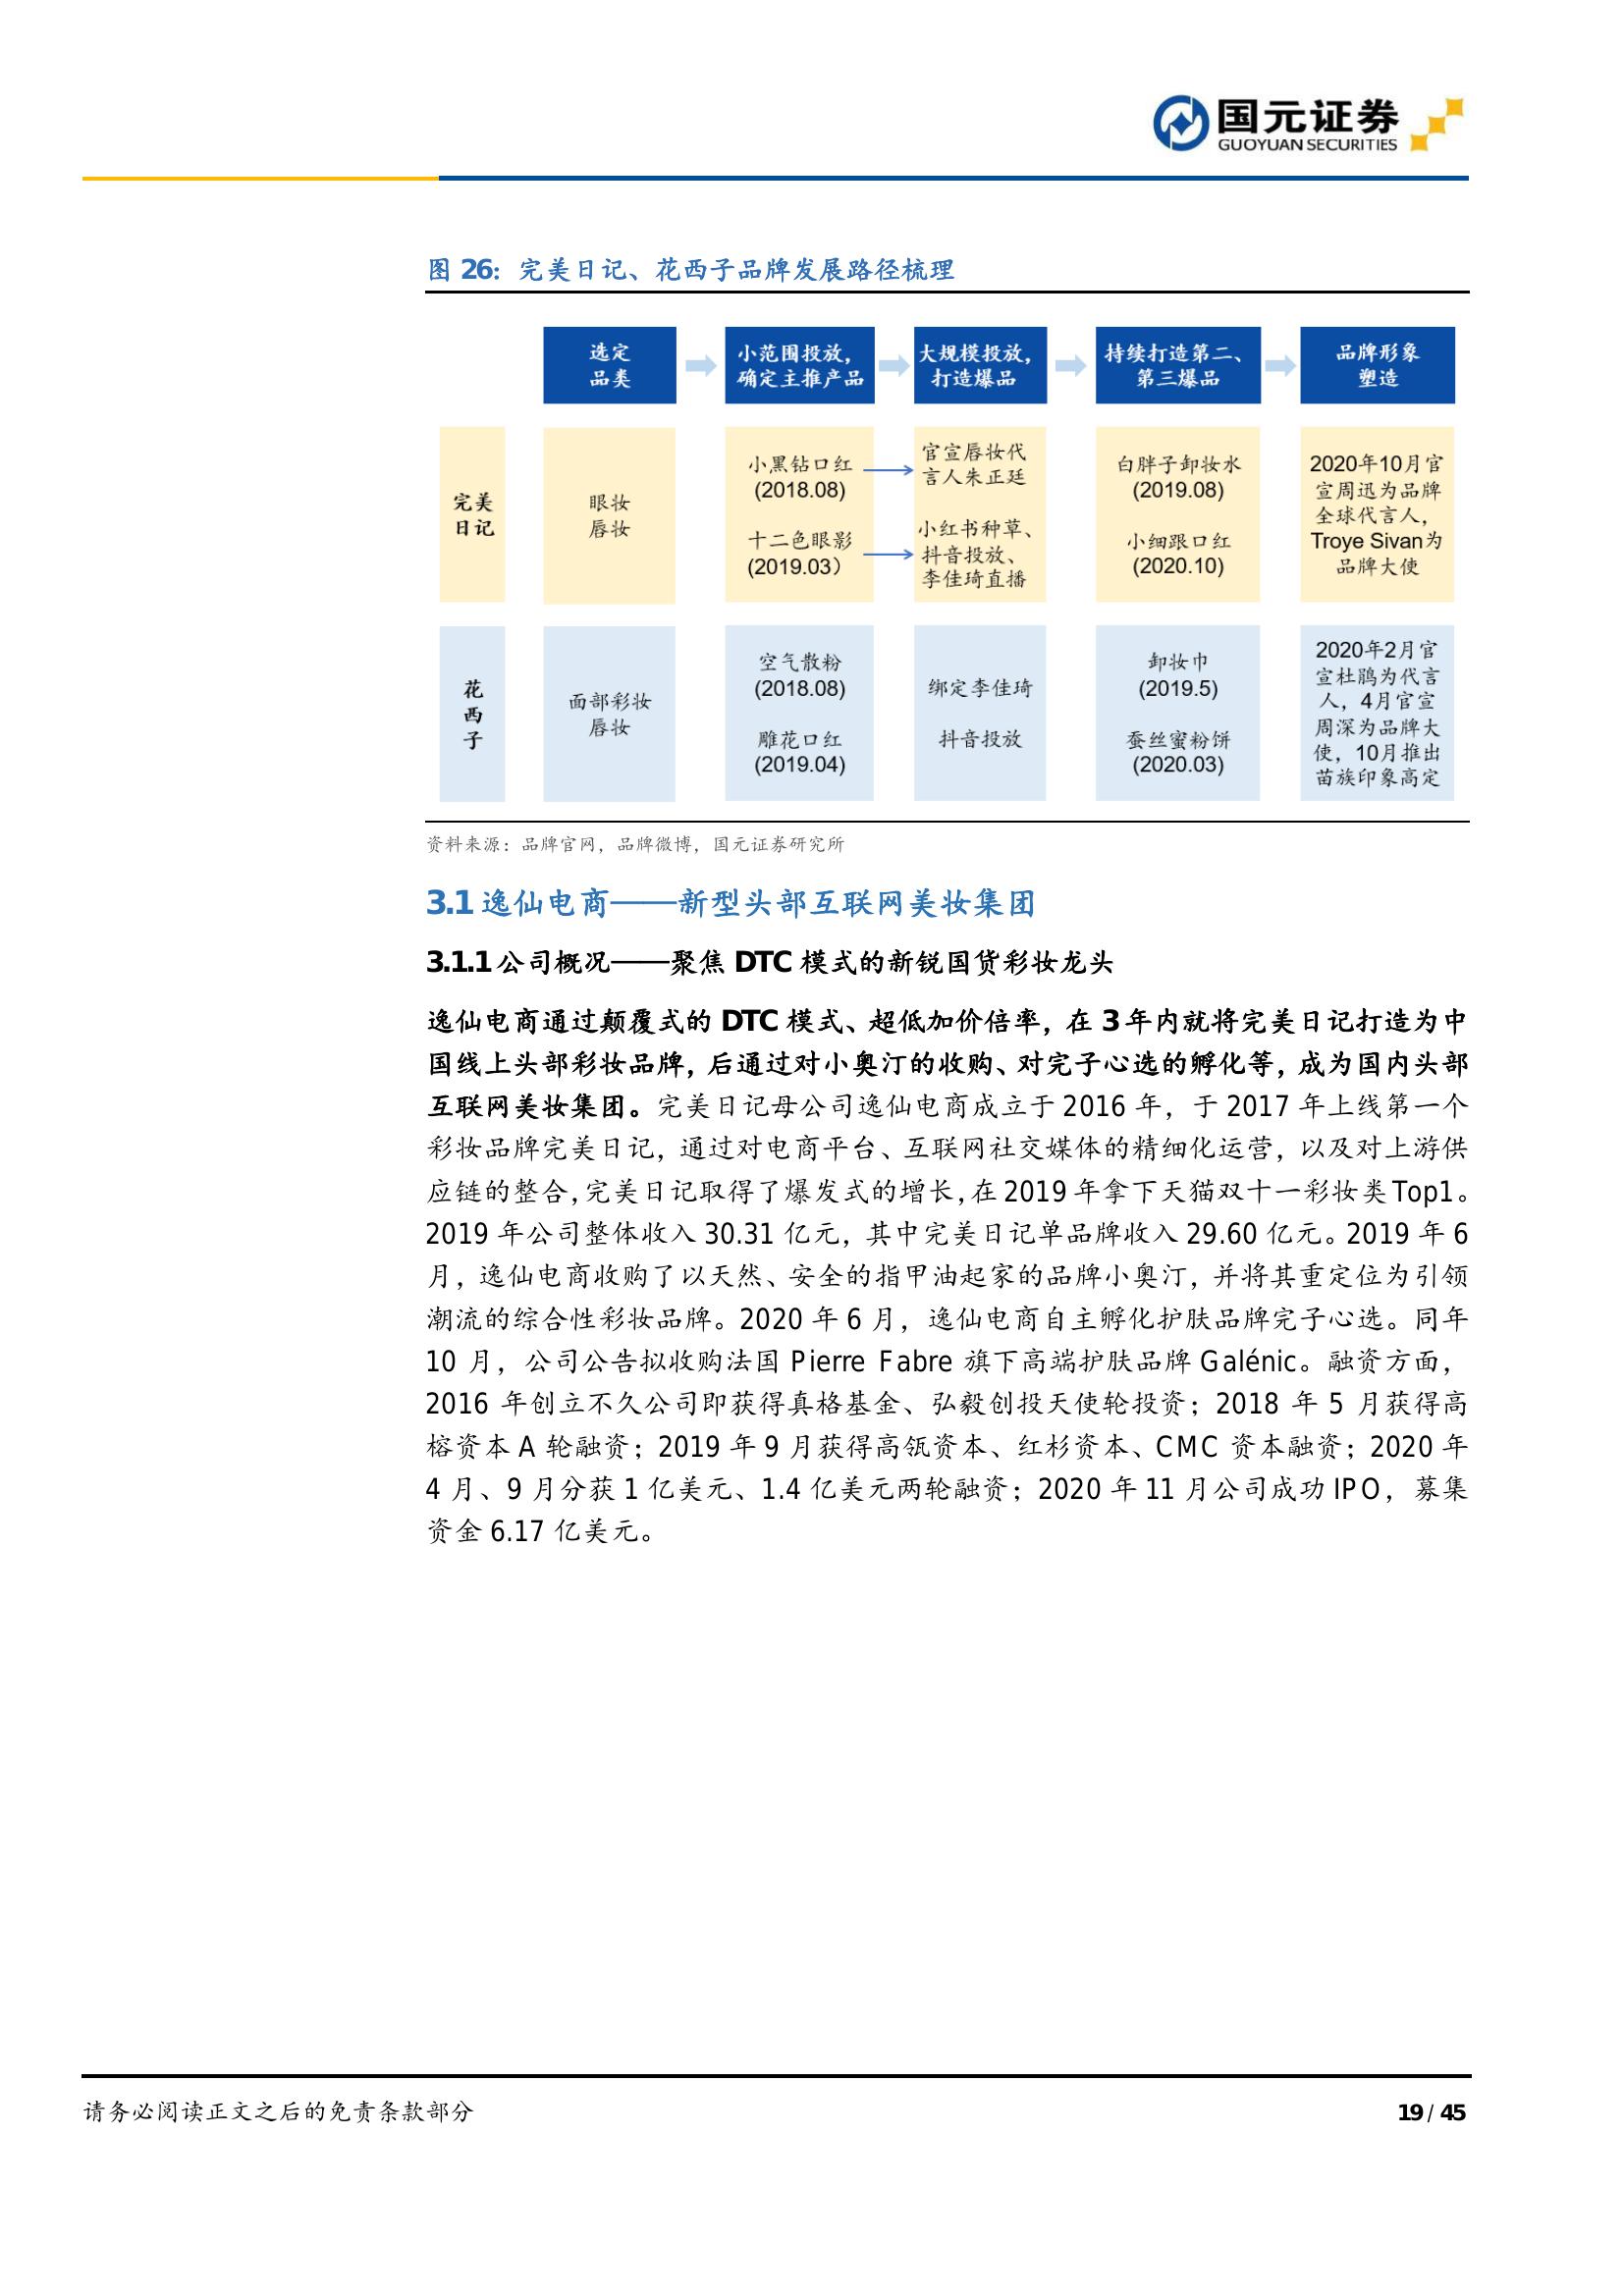 国元证券
GUOYUAN SECURITIES
图 26：完美日记、花西子品牌发展路径梳理
选定
品类
小范围投放，
确定主推产品
大规模投放，
打造爆品
持续打造第二、
第三爆品
品牌形象
塑造
完美
日记
眼妆
唇妆
小黑钻口红
(2018.08)
十二色眼影
(2019.03）
官宣唇妆代
言人朱正廷
小红书种草、
抖音投放、
李佳琦直播
白胖子卸妆水
(2019.08)
小细跟口红
(2020.10)
2020年10月官
宣周迅为品牌
全球代言人，
Troye Sivan为
品牌大使
花
西
子
面部彩妆
唇妆
空气散粉
(2018.08)
雕花口红
(2019.04)
绑定李佳琦
抖音投放
卸妆巾
(2019.5)
蚕丝蜜粉饼
(2020.03)
2020年2月官
宣杜鹃为代言
人，4月官宣
周深为品牌大
使，10月推出
苗族印象高定
资料来源：品牌官网，品牌微博，国元证券研究所
3.1 逸仙电商——新型头部互联网美妆集团
3.1.1 公司概况——聚焦 DTC 模式的新锐国货彩妆龙头
逸仙电商通过颠覆式的 DTC 模式、超低加价倍率，在 3 年内就将完美日记打造为中
国线上头部彩妆品牌，后通过对小奥汀的收购、对完子心选的孵化等，成为国内头部
互联网美妆集团。完美日记母公司逸仙电商成立于 2016 年，于 2017 年上线第一个
彩妆品牌完美日记，通过对电商平台、互联网社交媒体的精细化运营，以及对上游供
应链的整合，完美日记取得了爆发式的增长，在 2019 年拿下天猫双十一彩妆类 Top1。
2019 年公司整体收入 30.31 亿元，其中完美日记单品牌收入 29.60 亿元。2019 年 6
月，逸仙电商收购了以天然、安全的指甲油起家的品牌小奥汀，并将其重定位为引领
潮流的综合性彩妆品牌。2020 年 6 月，逸仙电商自主孵化护肤品牌完子心选。同年
10 月，公司公告拟收购法国 Pierre Fabre 旗下高端护肤品牌 Galénic。融资方面，
2016 年创立不久公司即获得真格基金、弘毅创投天使轮投资；2018 年 5 月获得高
榕资本 A 轮融资；2019 年 9 月获得高瓴资本、红杉资本、CMC 资本融资；2020 年
4 月、9 月分获 1 亿美元、1.4 亿美元两轮融资；2020 年 11 月公司成功 IPO，募集
资金 6.17 亿美元。
请务必阅读正文之后的免责条款部分
19 / 45